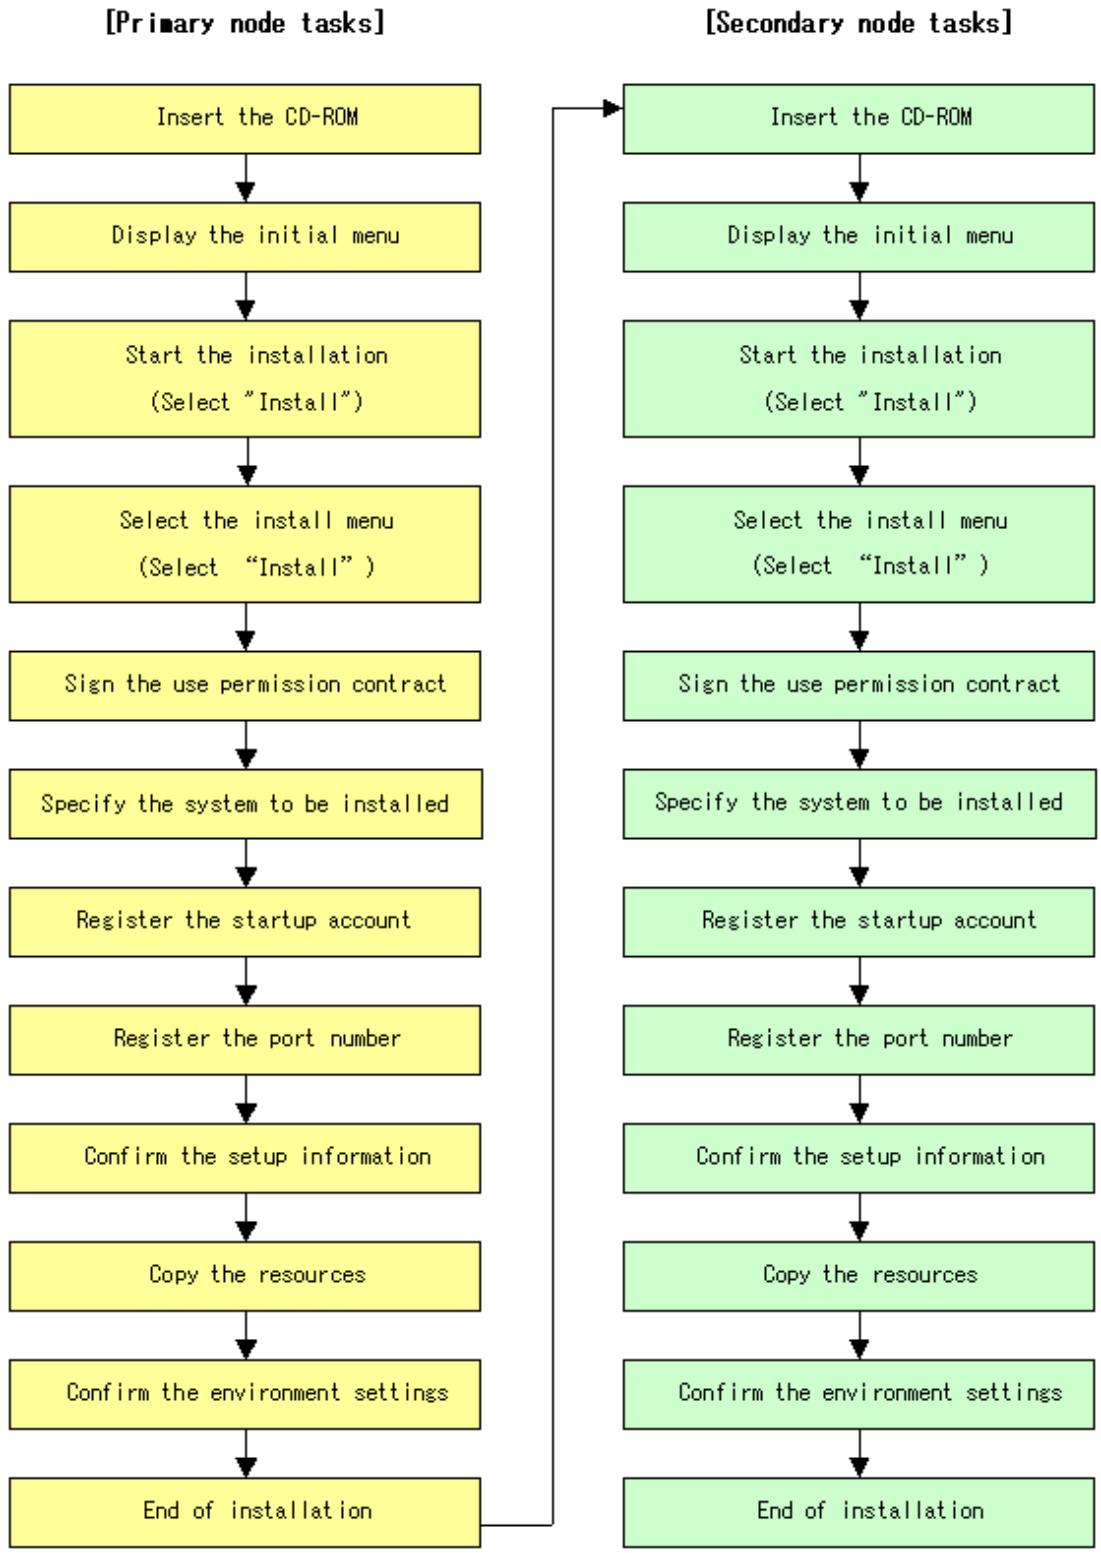 [Primary node tasks]
Insert the CD-ROM
Display the initial menu
Start the installation
(Select "Install")
Select the install menu
(Select “Install” )
Sign the use permission contract
Specify the system to be installed
Register the startup account
Register the port number
Confirm the setup information
Copy the resources
Confirm the environment settings
End of installation
[Secondary node tasks]
Insert the CD-ROM
Display the initial menu
Start the installation
(Select "Install")
Select the install menu
(Select “Install” )
Sign the use permission contract
Specify the system to be installed
Register the startup account
Register the port number
Confirm the setup information
Copy the resources
Confirm the environment settings
End of installation